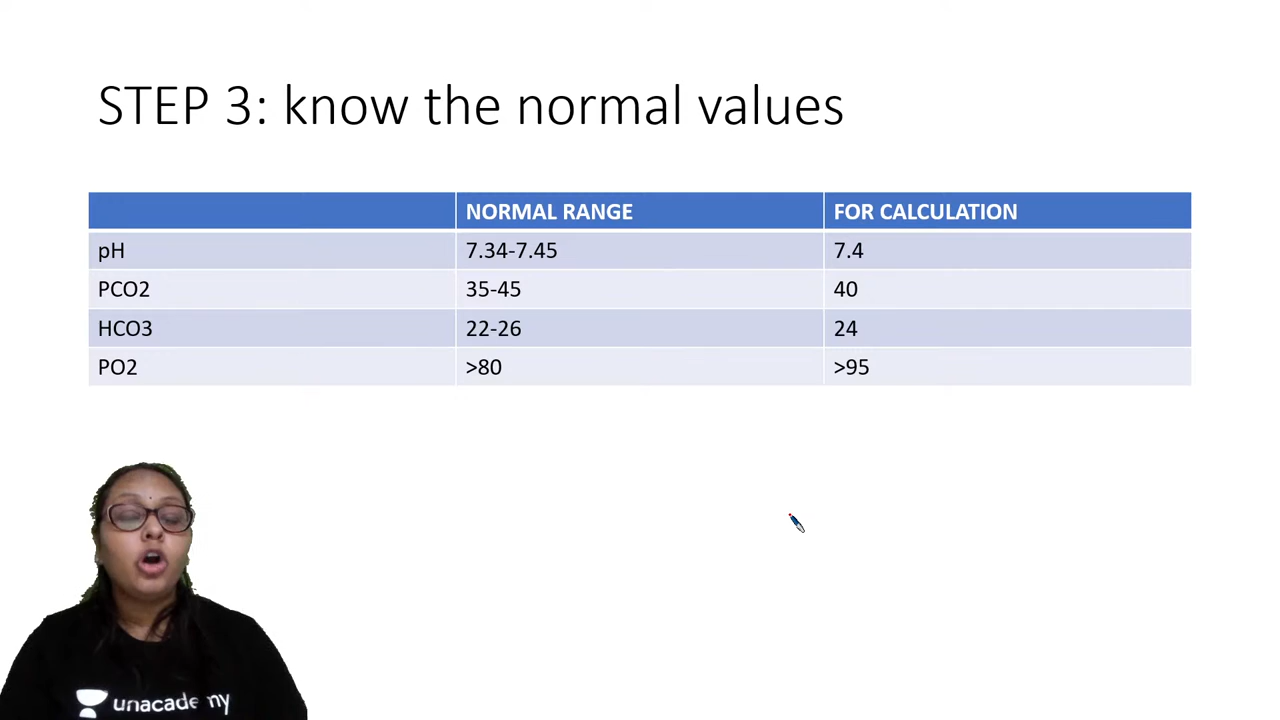 STEP 3: know the normal values
NORMAL RANGE FOR CALCULATION
pH 7.34-7.45 7.4
PCO2 35-45 40
HCO3 22-26 24
PO2 >80 >95
unacademy